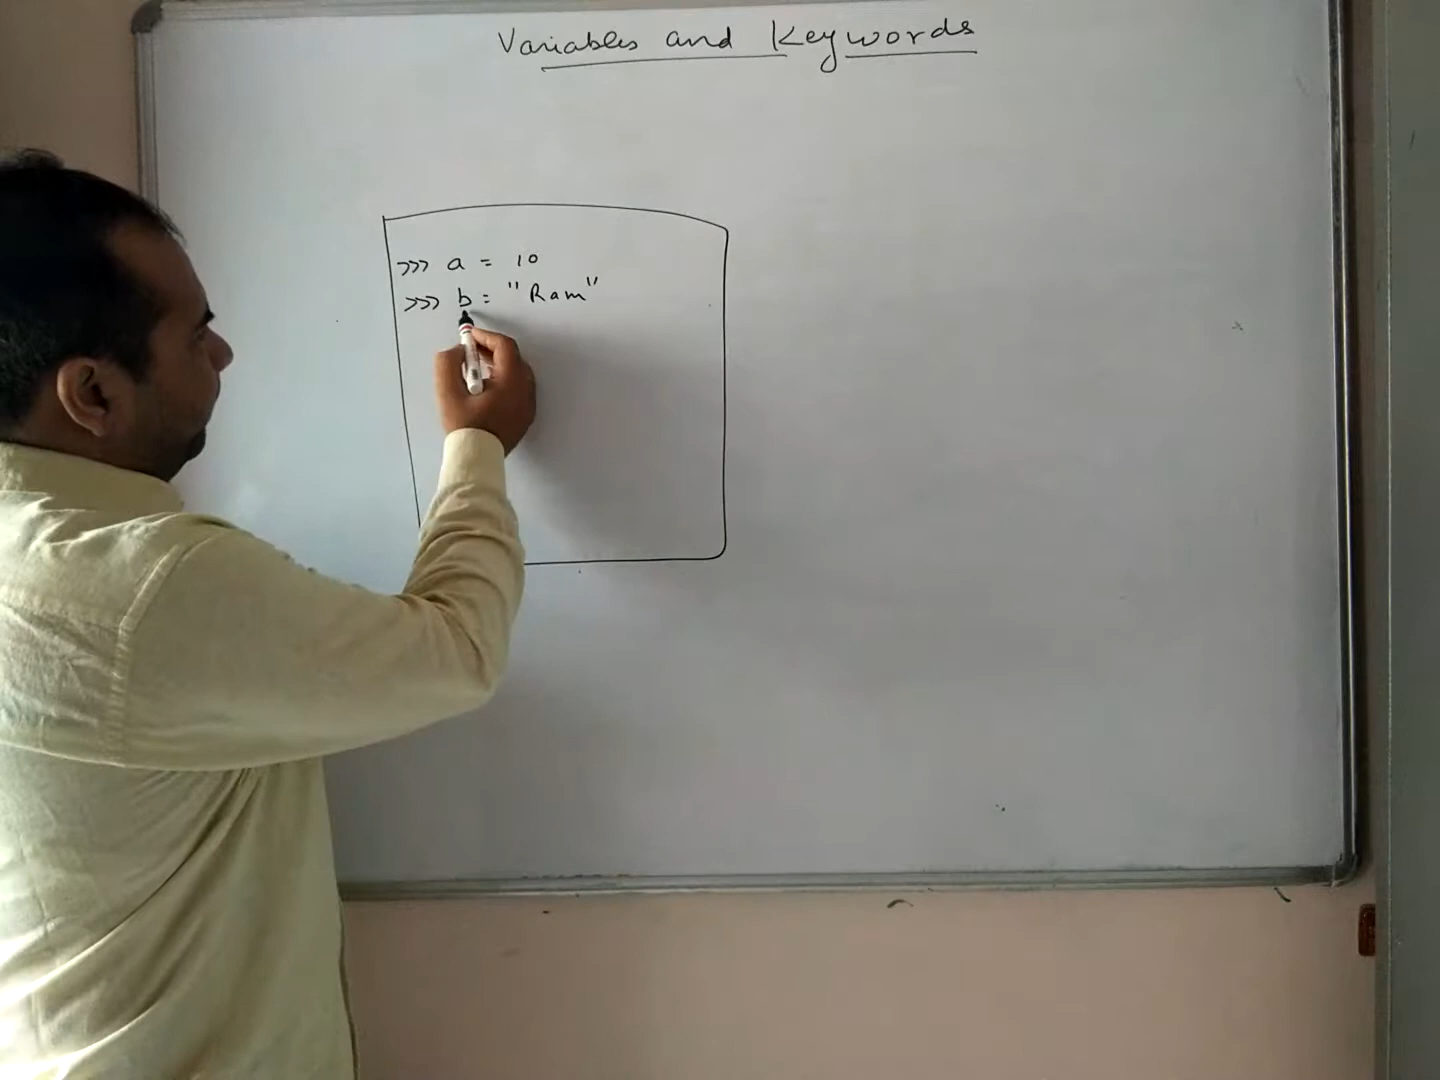 Variables and Keywords
>>> a = 10
>>> b = "Ram"